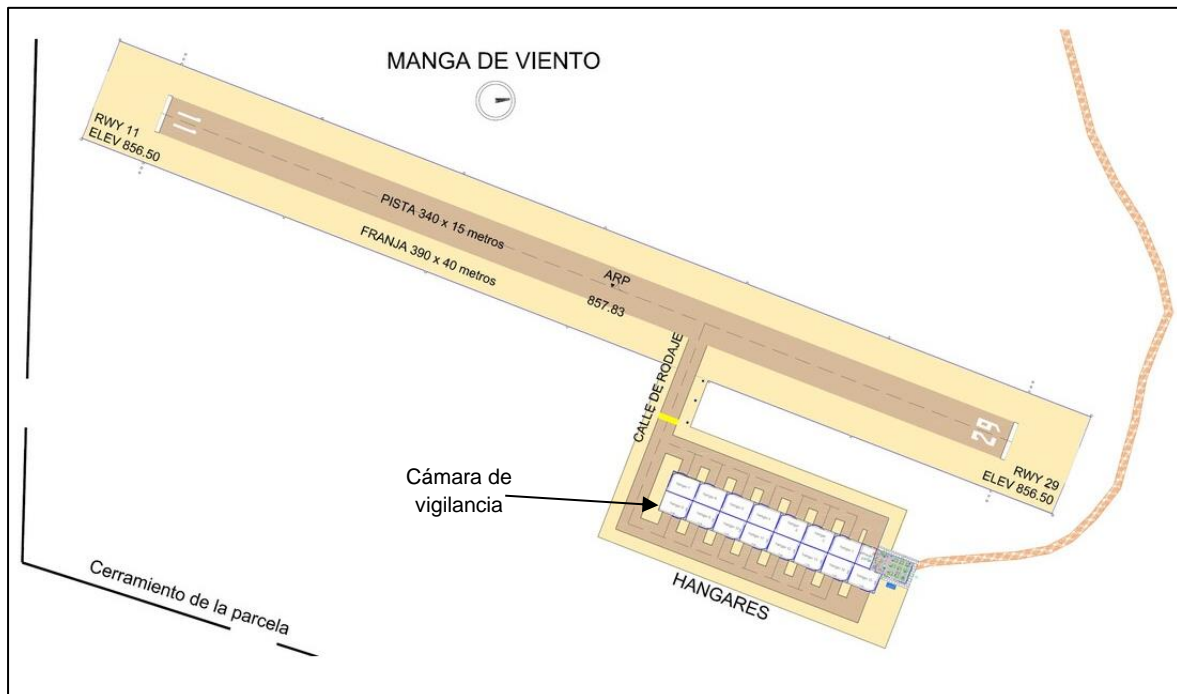 MANGA DE VIENTO
RWY 11
ELEV 856.50
11
PISTA 340 x 15 metros
FRANJA 390 x 40 metros
ARP
857.83
CALLE DE RODAJE
29
RWY 29
ELEV 856.50
Cámara de
vigilancia
HANGARES
Cerramiento de la parcela